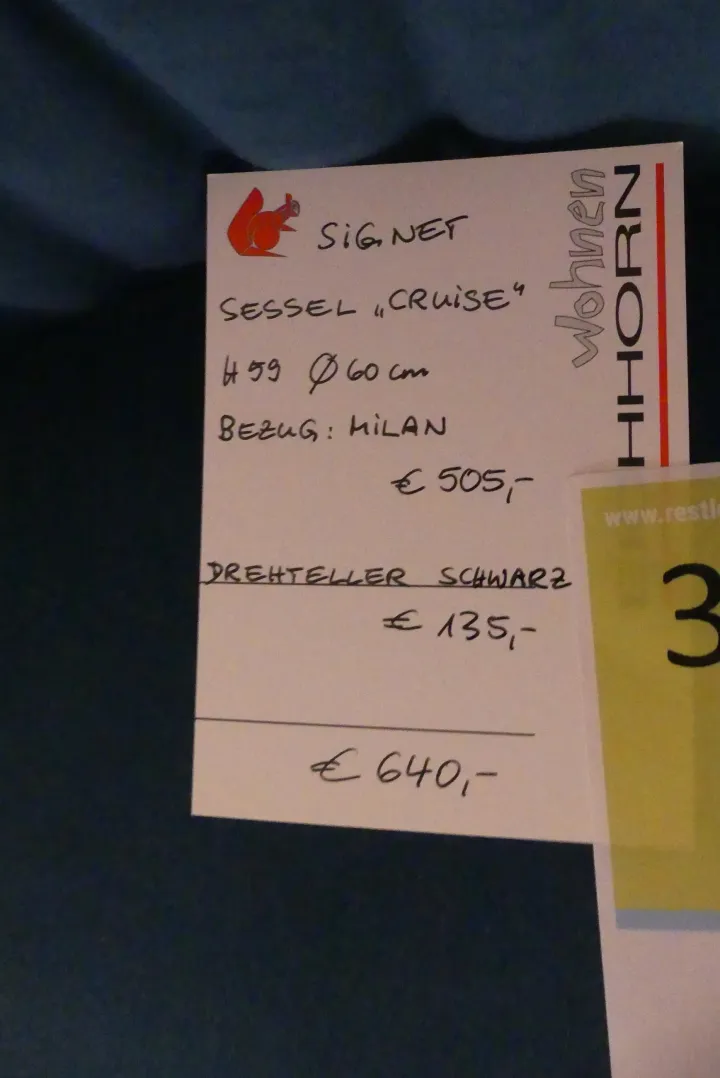 SIGNET
SESSEL „CRUISE“
H 59 Ø 60 cm
BEZUG: MILAN
€ 505,-
DREHTELLER SCHWARZ
€ 135,-
€ 640,-
Wohnen
HHORN
www.restl
3